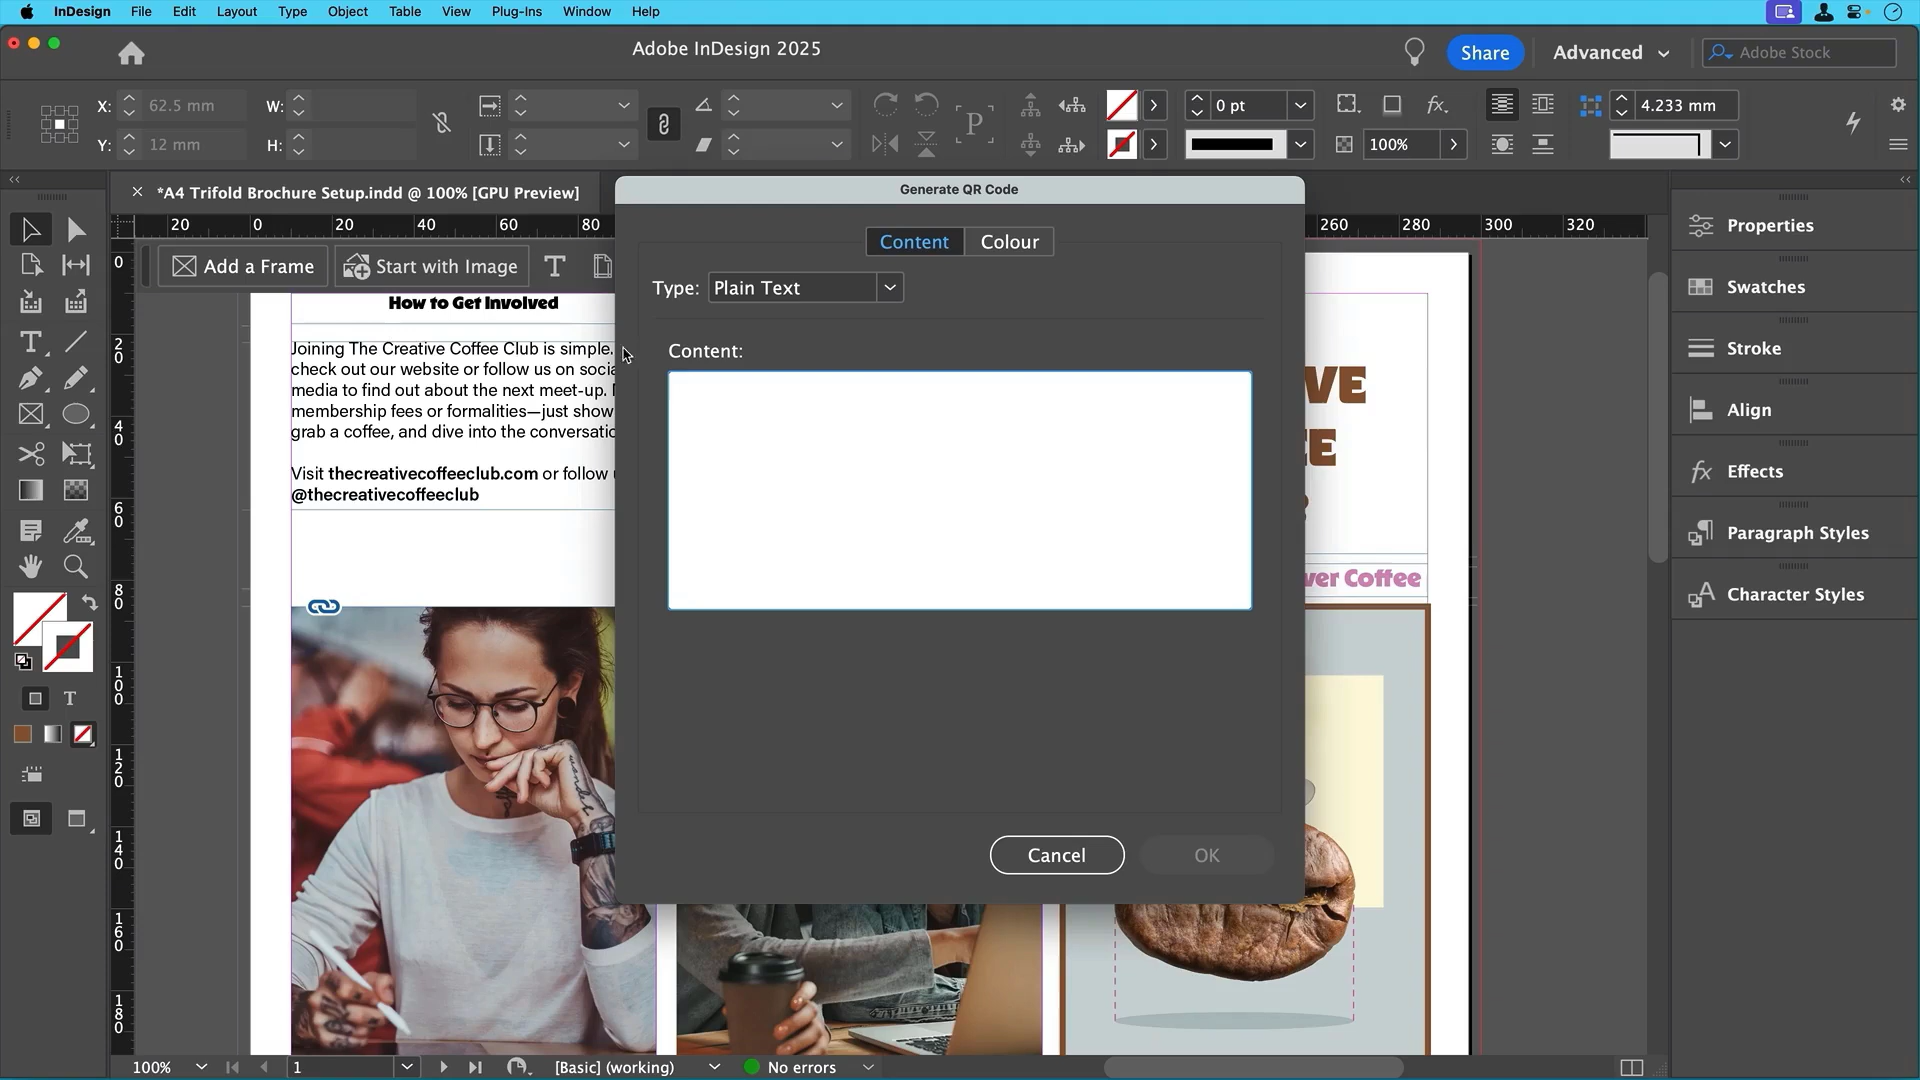 InDesign File Edit Layout Type Object Table View Plug-Ins Window Help
Adobe InDesign 2025
Share Advanced Adobe Stock
X: 62.5 mm W: 0 pt 4.233 mm
Y: 12 mm H: 100%
*A4 Trifold Brochure Setup.indd @ 100% [GPU Preview]
Generate QR Code
20 0 20 40 60 80 260 280 300 320
Content Colour
Add a Frame Start with Image
Type: Plain Text
Content:
How to Get Involved
Joining The Creative Coffee Club is simple.
check out our website or follow us on socia
media to find out about the next meet-up.
membership fees or formalities—just show
grab a coffee, and dive into the conversatio
Visit thecreativecoffeeclub.com or follow
@thecreativecoffeeclub
VE
E
ver Coffee
Cancel OK
Properties
Swatches
Stroke
Align
Effects
Paragraph Styles
Character Styles
0
20
40
60
80
100
120
140
160
180
100% 1 [Basic] (working) No errors